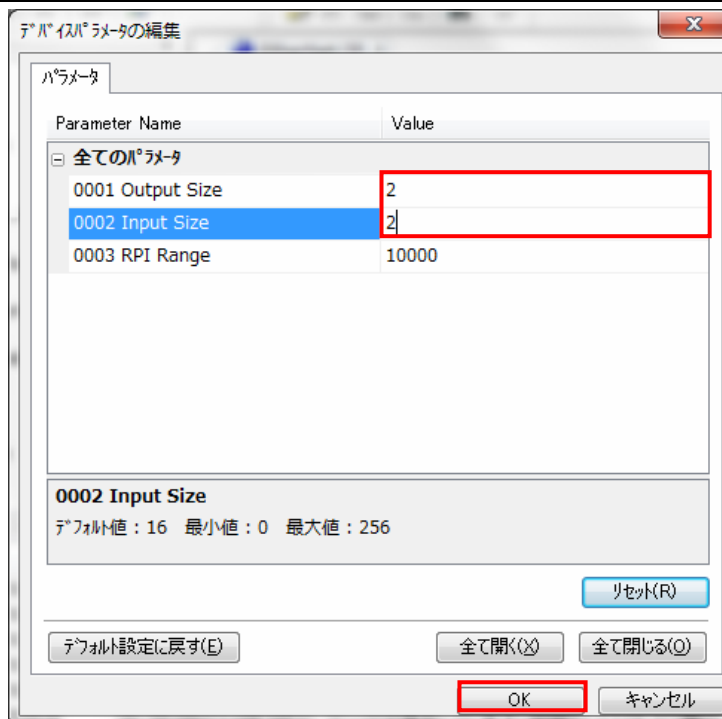 デバイスパラメータの編集
パラメータ
Parameter Name Value
全てのパラメータ
0001 Output Size 2
0002 Input Size 2
0003 RPI Range 10000
0002 Input Size
デフォルト値：16 最小値：0 最大値：256
リセット(R)
デフォルト設定に戻す(E) 全て開く(X) 全て閉じる(O)
OK キャンセル